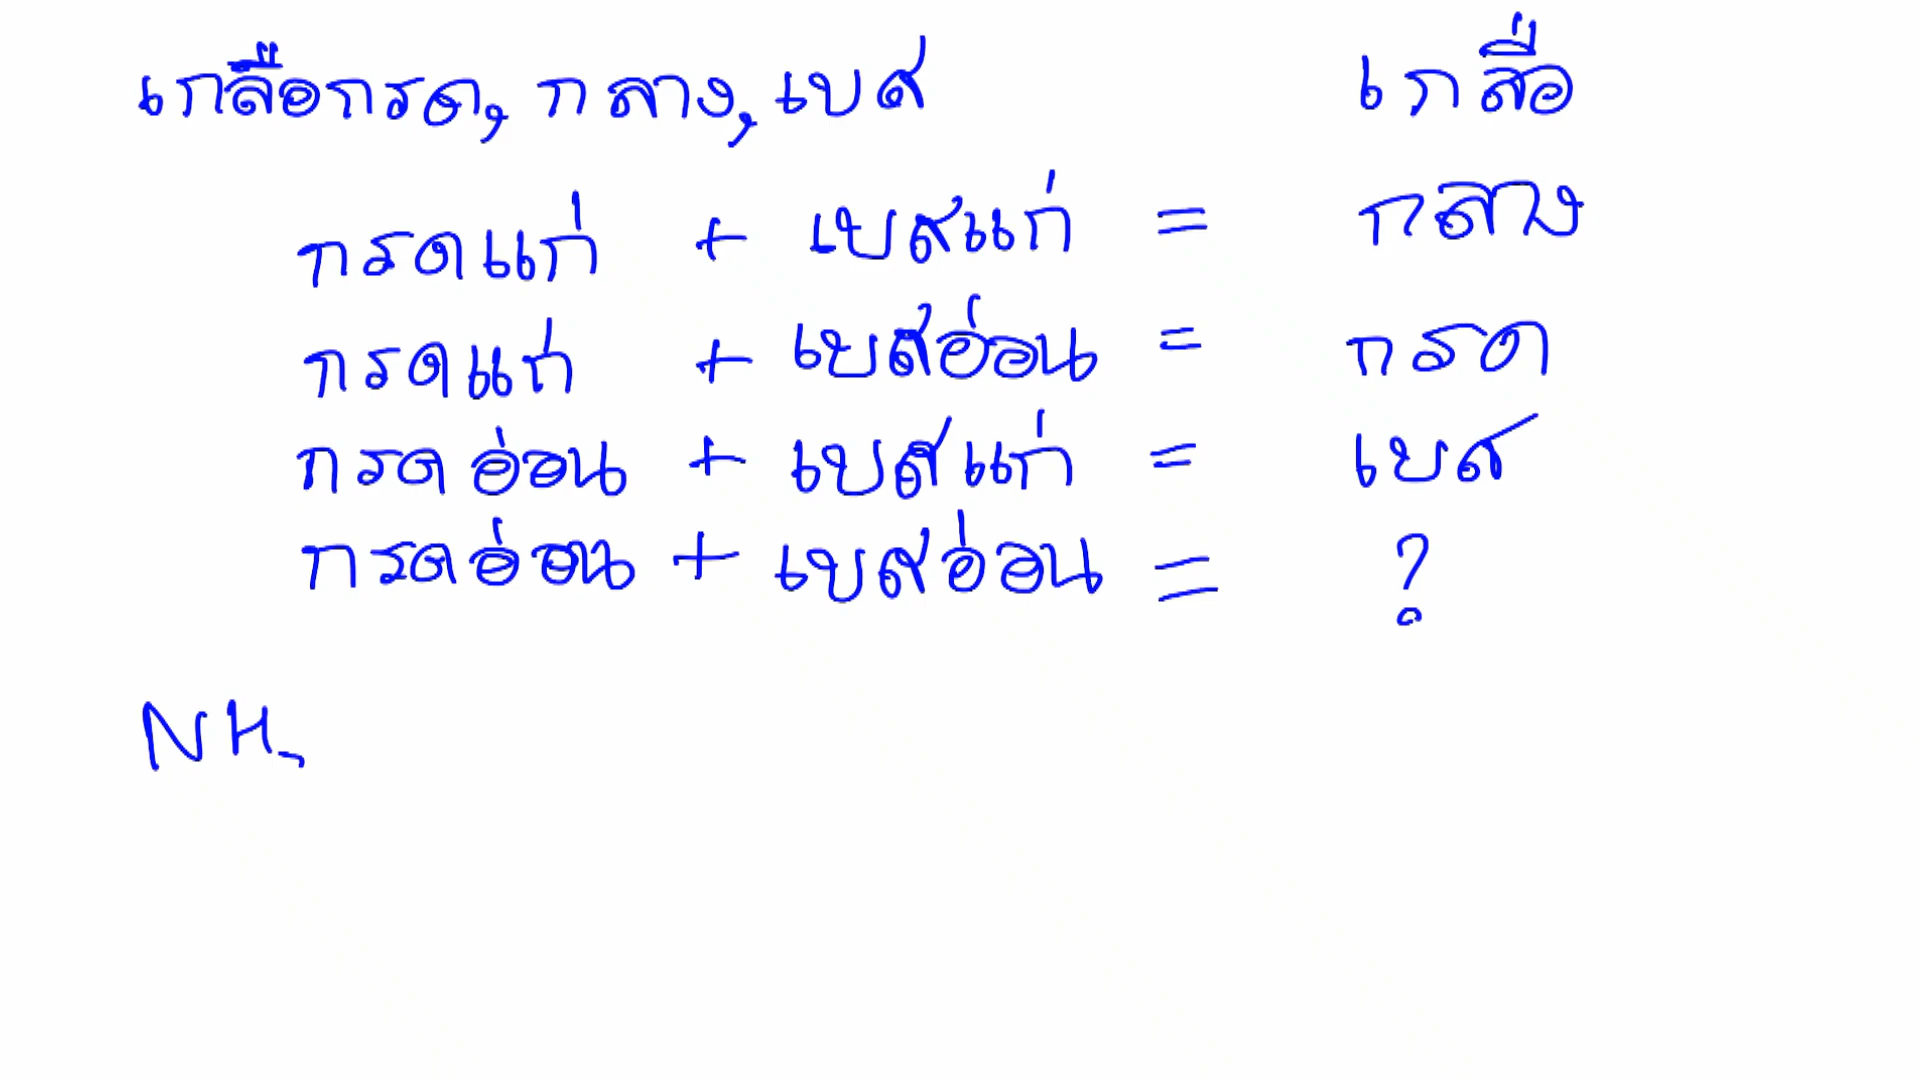 เกลือกรด, กลาง, เบส เกลือ
กรดแก่ + เบสแก่ = กลาง
กรดแก่ + เบสอ่อน = กรด
กรดอ่อน + เบสแก่ = เบส
กรดอ่อน + เบสอ่อน = ?
NH